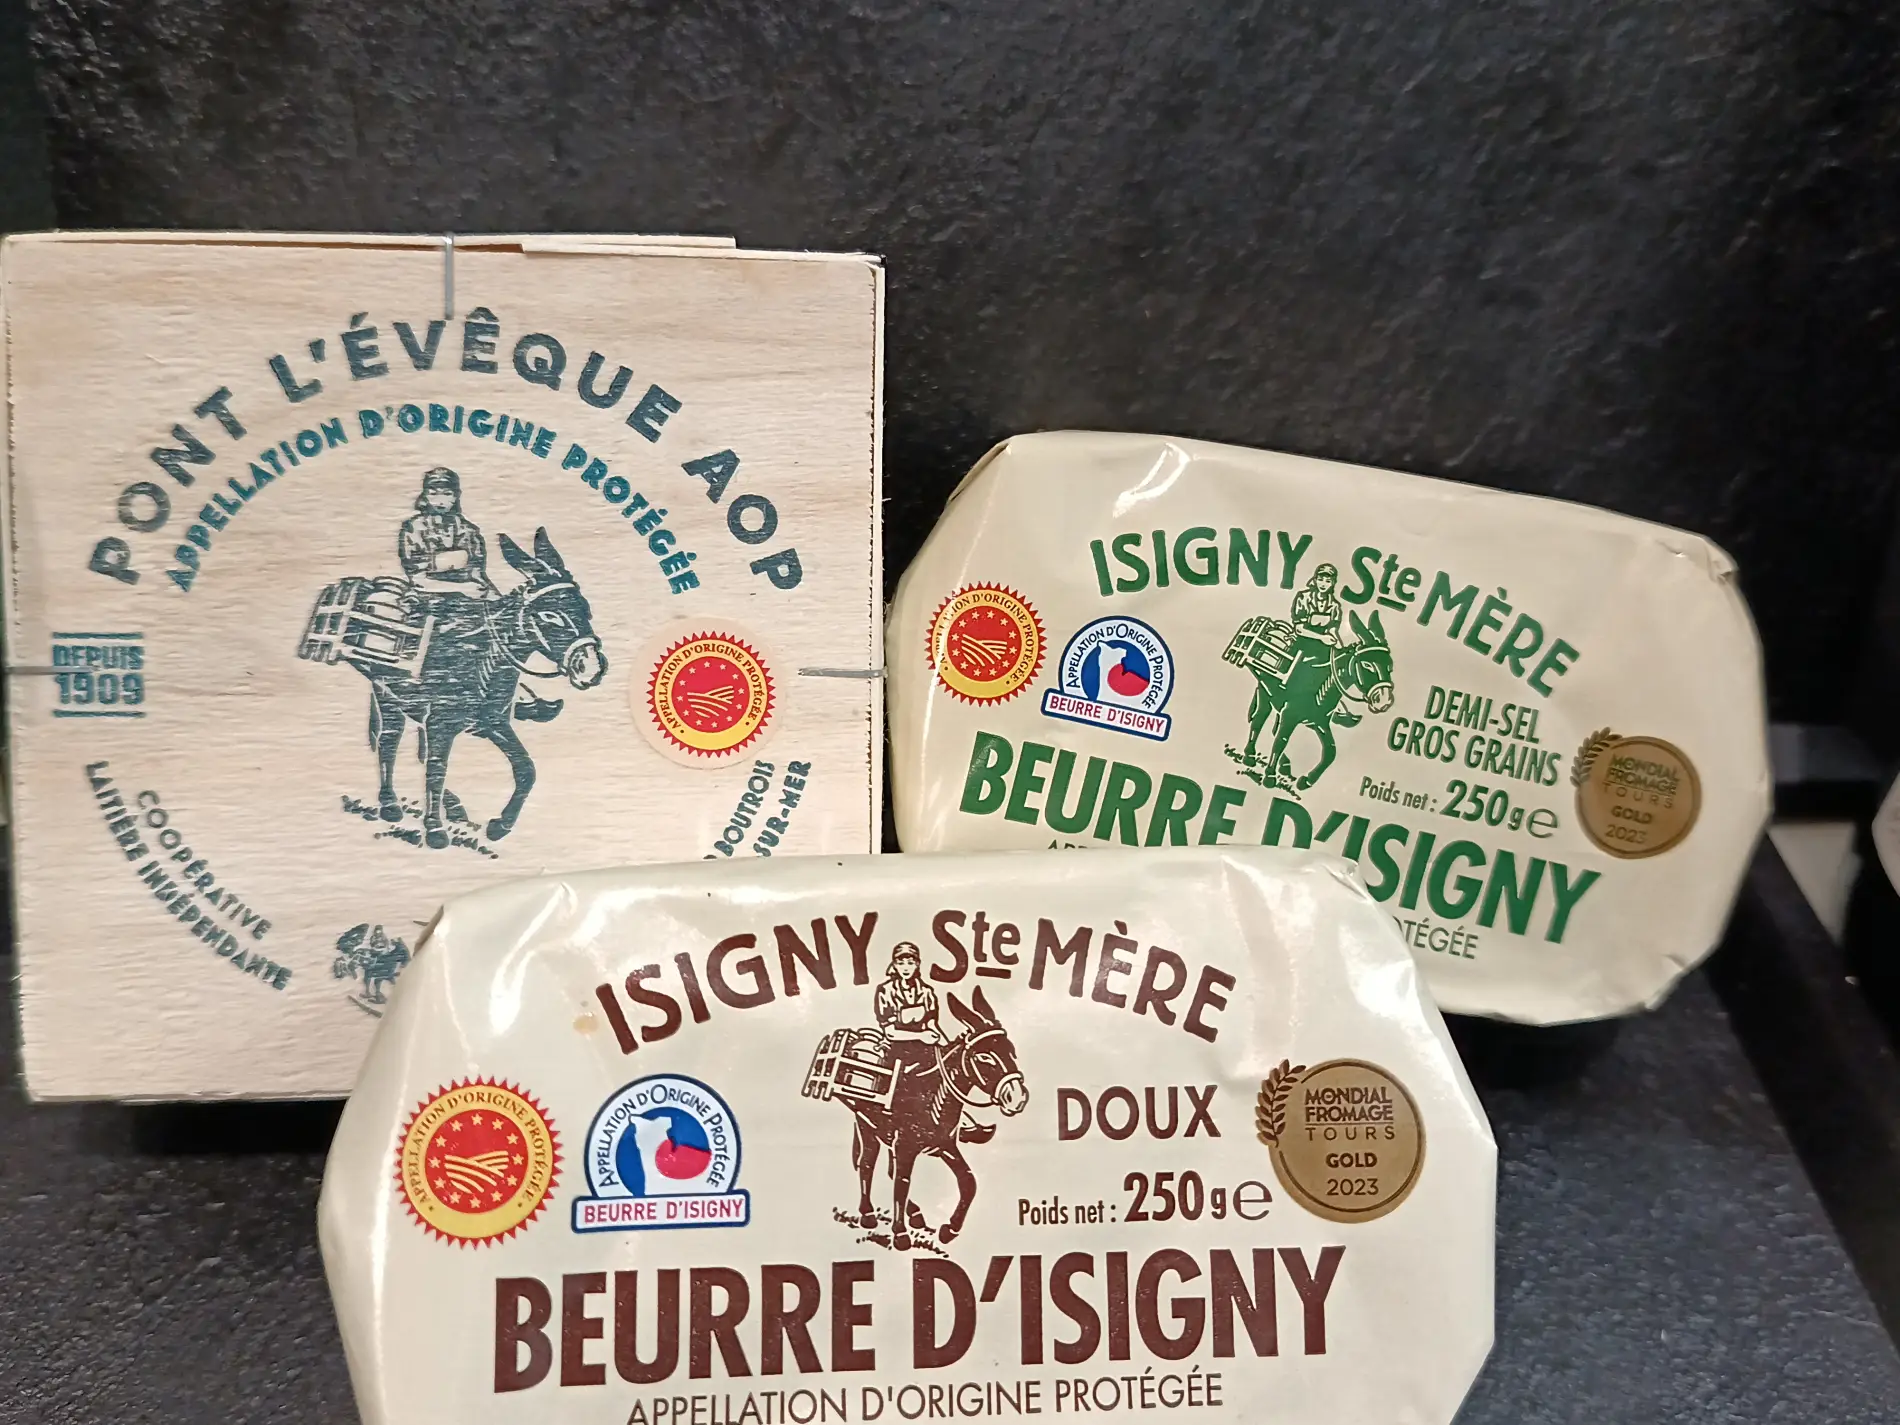 PONT L'ÉVÊQUE AOP
APPELLATION D'ORIGINE PROTÉGÉE
DEPUIS
1909
APPELLATION D'ORIGINE PROTÉGÉE
COOPÉRATIVE
LAITIÈRE INDÉPENDANTE
BOUTROIS
SUR-MER
ISIGNY Ste MÈRE
APPELLATION D'ORIGINE PROTÉGÉE
APPELLATION D'ORIGINE PROTÉGÉE
BEURRE D'ISIGNY
DEMI-SEL
GROS GRAINS
Poids net : 250g e
MONDIAL
FROMAGE
TOURS
GOLD
2023
BEURRE D'ISIGNY
ISIGNY Ste MÈRE
APPELLATION D'ORIGINE PROTÉGÉE
APPELLATION D'ORIGINE PROTÉGÉE
BEURRE D'ISIGNY
DOUX
Poids net : 250g e
MONDIAL
FROMAGE
TOURS
GOLD
2023
BEURRE D'ISIGNY
APPELLATION D'ORIGINE PROTÉGÉE